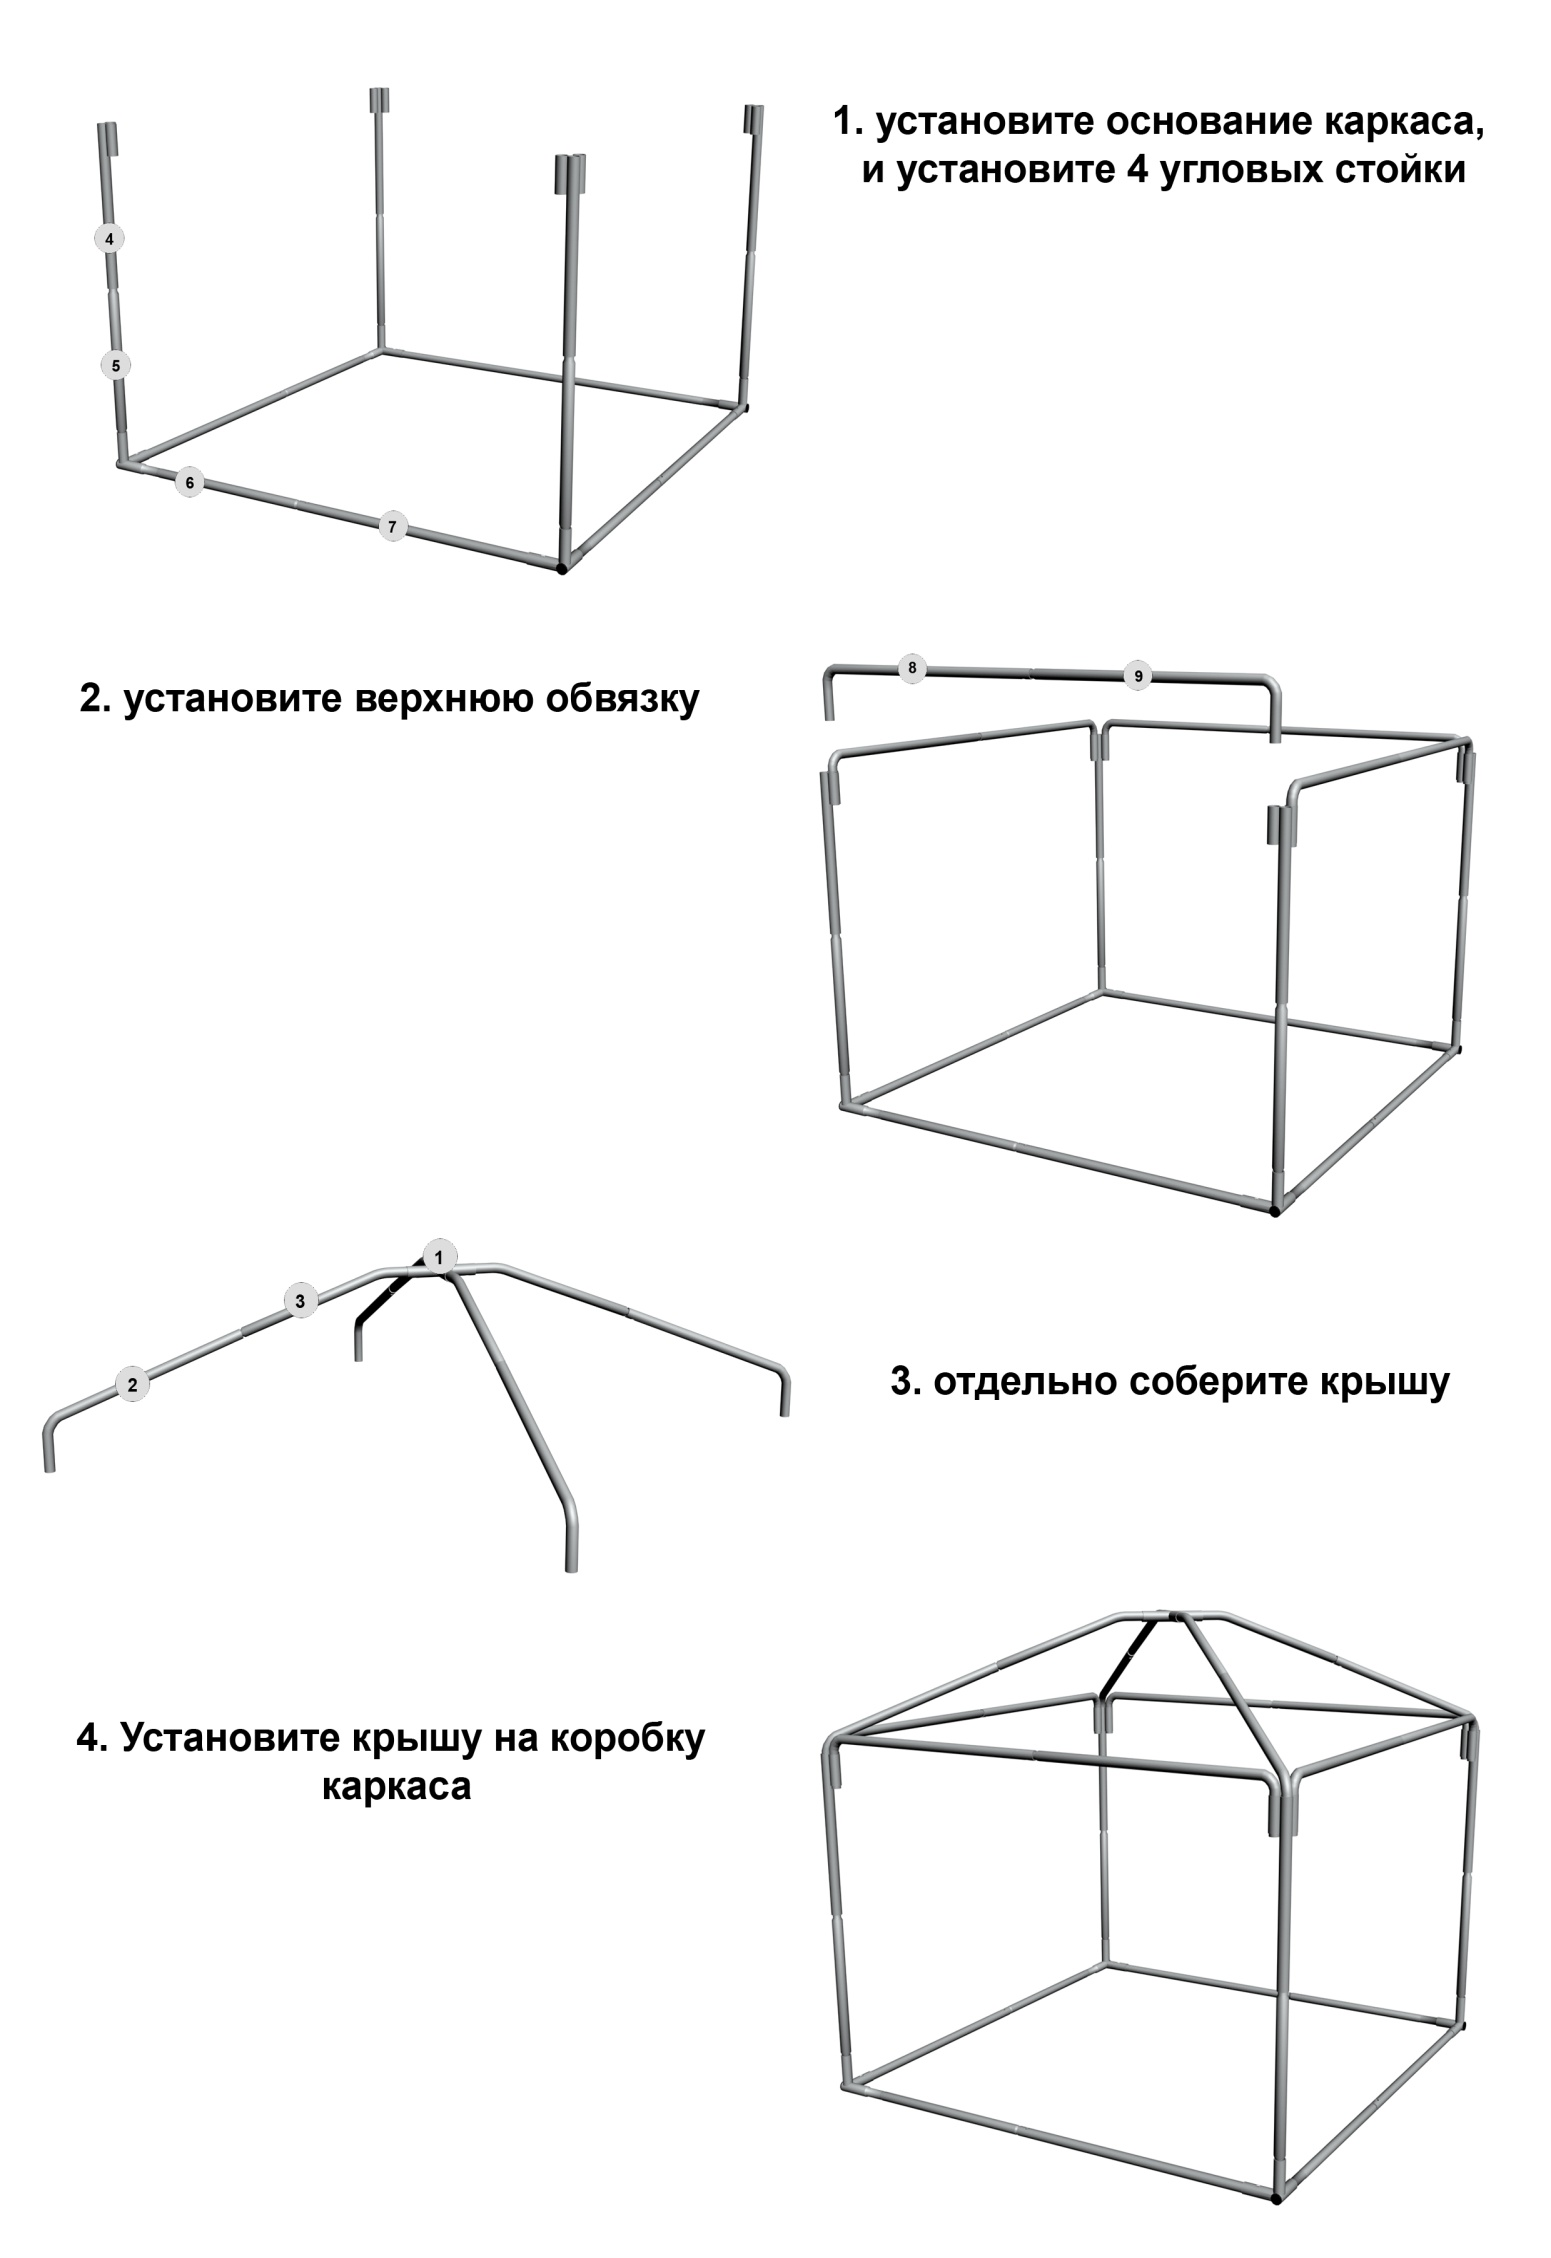 1. установите основание каркаса,
и установите 4 угловых стойки
4
5
6
7
2. установите верхнюю обвязку
8
9
1
3
2
3. отдельно соберите крышу
4. Установите крышу на коробку
каркаса